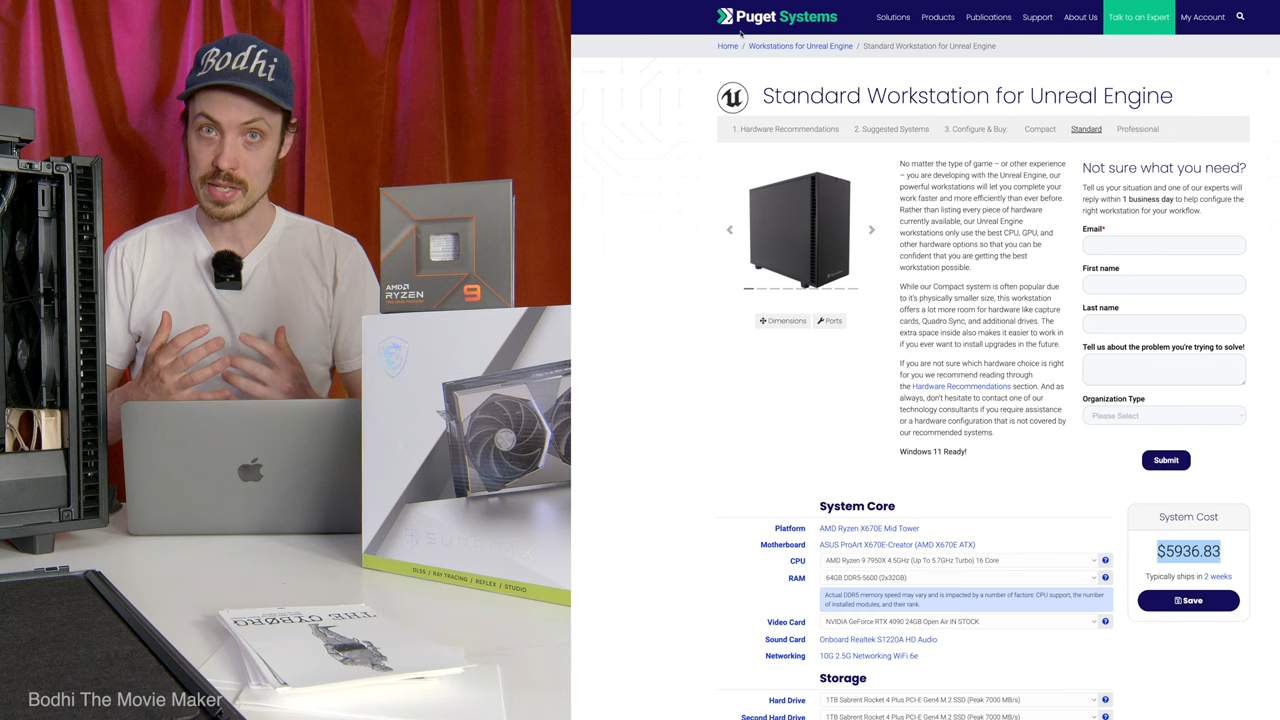 Bodhi
AMD
RYZEN
9
SUPRIM
DLSS / RAY TRACING / REFLEX / STUDIO
THE CYBORG
Bodhi The Movie Maker
Puget Systems
Solutions
Products
Publications
Support
About Us
Talk to an Expert
My Account
Home / Workstations for Unreal Engine / Standard Workstation for Unreal Engine
Standard Workstation for Unreal Engine
1. Hardware Recommendations
2. Suggested Systems
3. Configure & Buy:
Compact
Standard
Professional
Dimensions
Ports
No matter the type of game – or other experience
– you are developing with the Unreal Engine, our
powerful workstations will let you complete your
work faster and more efficiently than ever before.
Rather than listing every piece of hardware
currently available, our Unreal Engine
workstations only use the best CPU, GPU, and
other hardware options so that you can be
confident that you are getting the best
workstation possible.
While our Compact system is often popular due
to it's physically smaller size, this workstation
offers a lot more room for hardware like capture
cards, Quadro Sync, and additional drives. The
extra space inside also makes it easier to work in
if you ever want to install upgrades in the future.
If you are not sure which hardware choice is right
for you we recommend reading through
the Hardware Recommendations section. And as
always, don't hesitate to contact one of our
technology consultants if you require assistance
or a hardware configuration that is not covered by
our recommended systems.
Windows 11 Ready!
Not sure what you need?
Tell us your situation and one of our experts will
reply within 1 business day to help configure the
right workstation for your workflow.
Email*
First name
Last name
Tell us about the problem you're trying to solve!
Organization Type
Please Select
Submit
System Core
Platform
AMD Ryzen X670E Mid Tower
Motherboard
ASUS ProArt X670E-Creator (AMD X670E ATX)
CPU
AMD Ryzen 9 7950X 4.5GHz (Up To 5.7GHz Turbo) 16 Core
RAM
64GB DDR5-5600 (2x32GB)
Actual DDR5 memory speed may vary and is impacted by a number of factors: CPU support, the number
of installed modules, and their rank.
Video Card
NVIDIA GeForce RTX 4090 24GB Open Air IN STOCK
Sound Card
Onboard Realtek S1220A HD Audio
Networking
10G 2.5G Networking WiFi 6e
Storage
Hard Drive
1TB Sabrent Rocket 4 Plus PCI-E Gen4 M.2 SSD (Peak 7000 MB/s)
Second Hard Drive
1TB Sabrent Rocket 4 Plus PCI-E Gen4 M.2 SSD (Peak 7000 MB/s)
System Cost
$5936.83
Typically ships in 2 weeks
Save